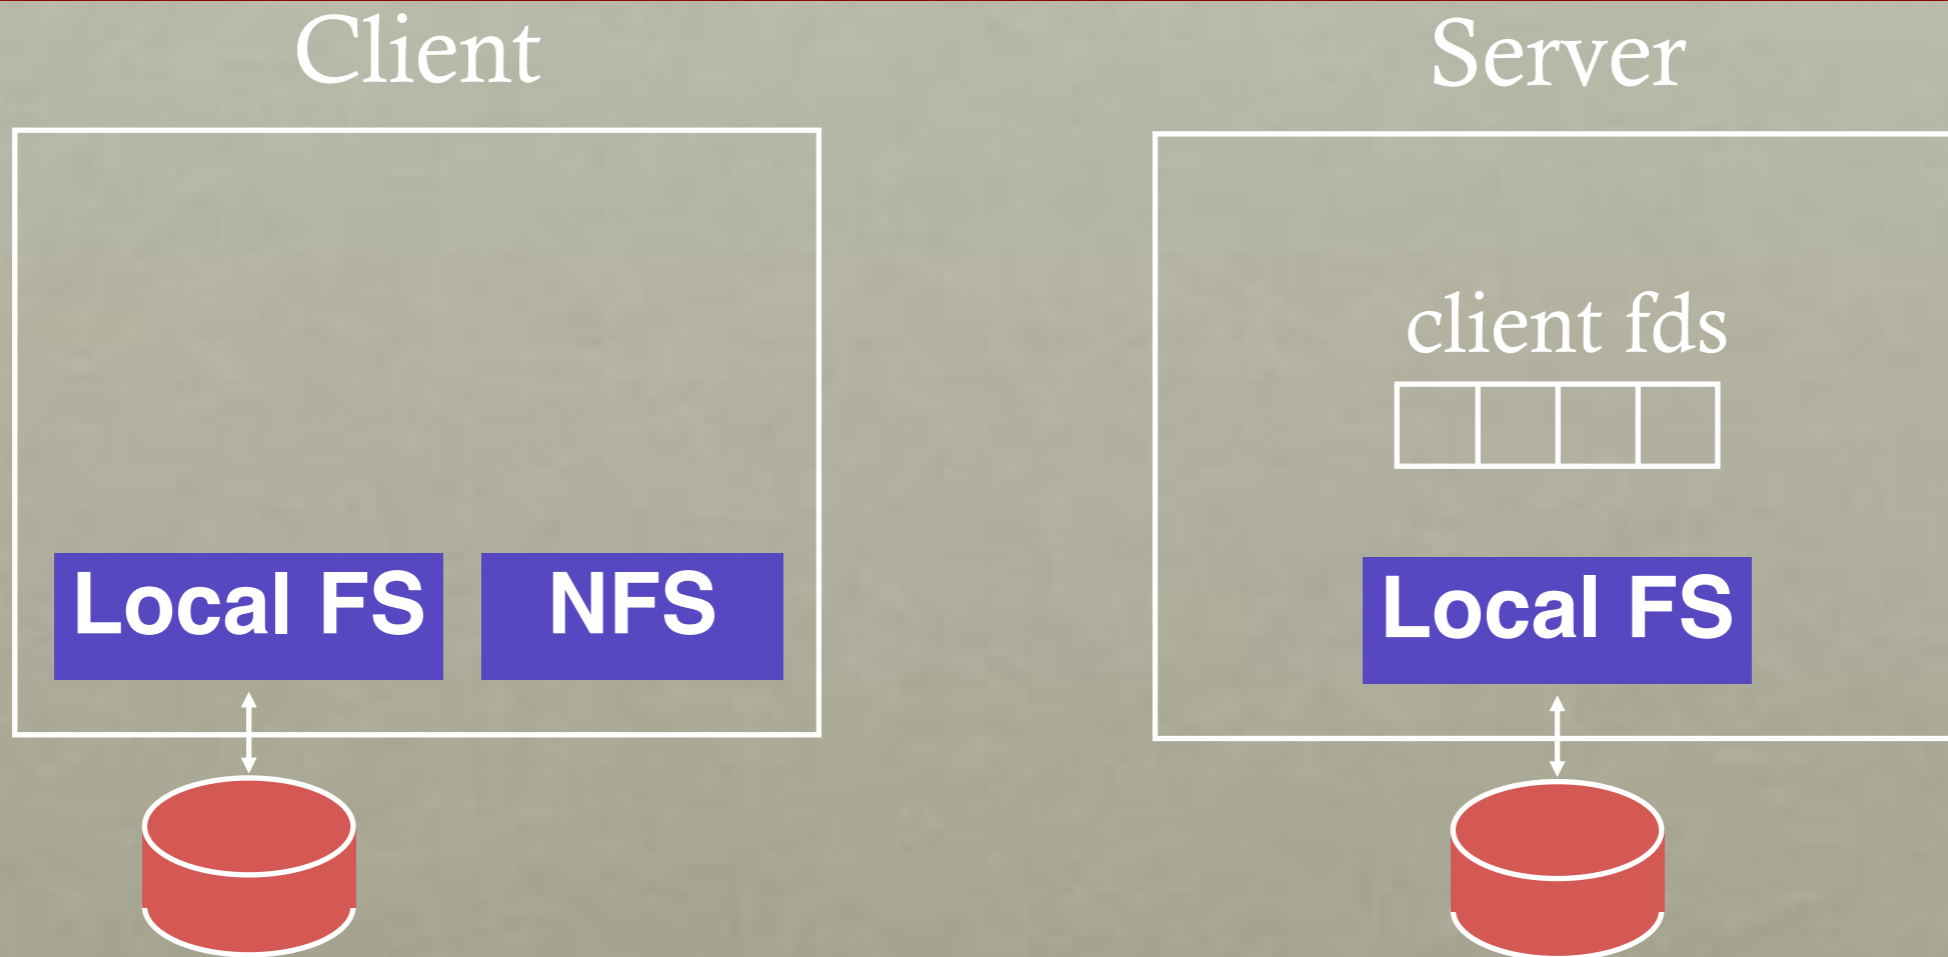 Client
Server
client fds
Local FS
NFS
Local FS